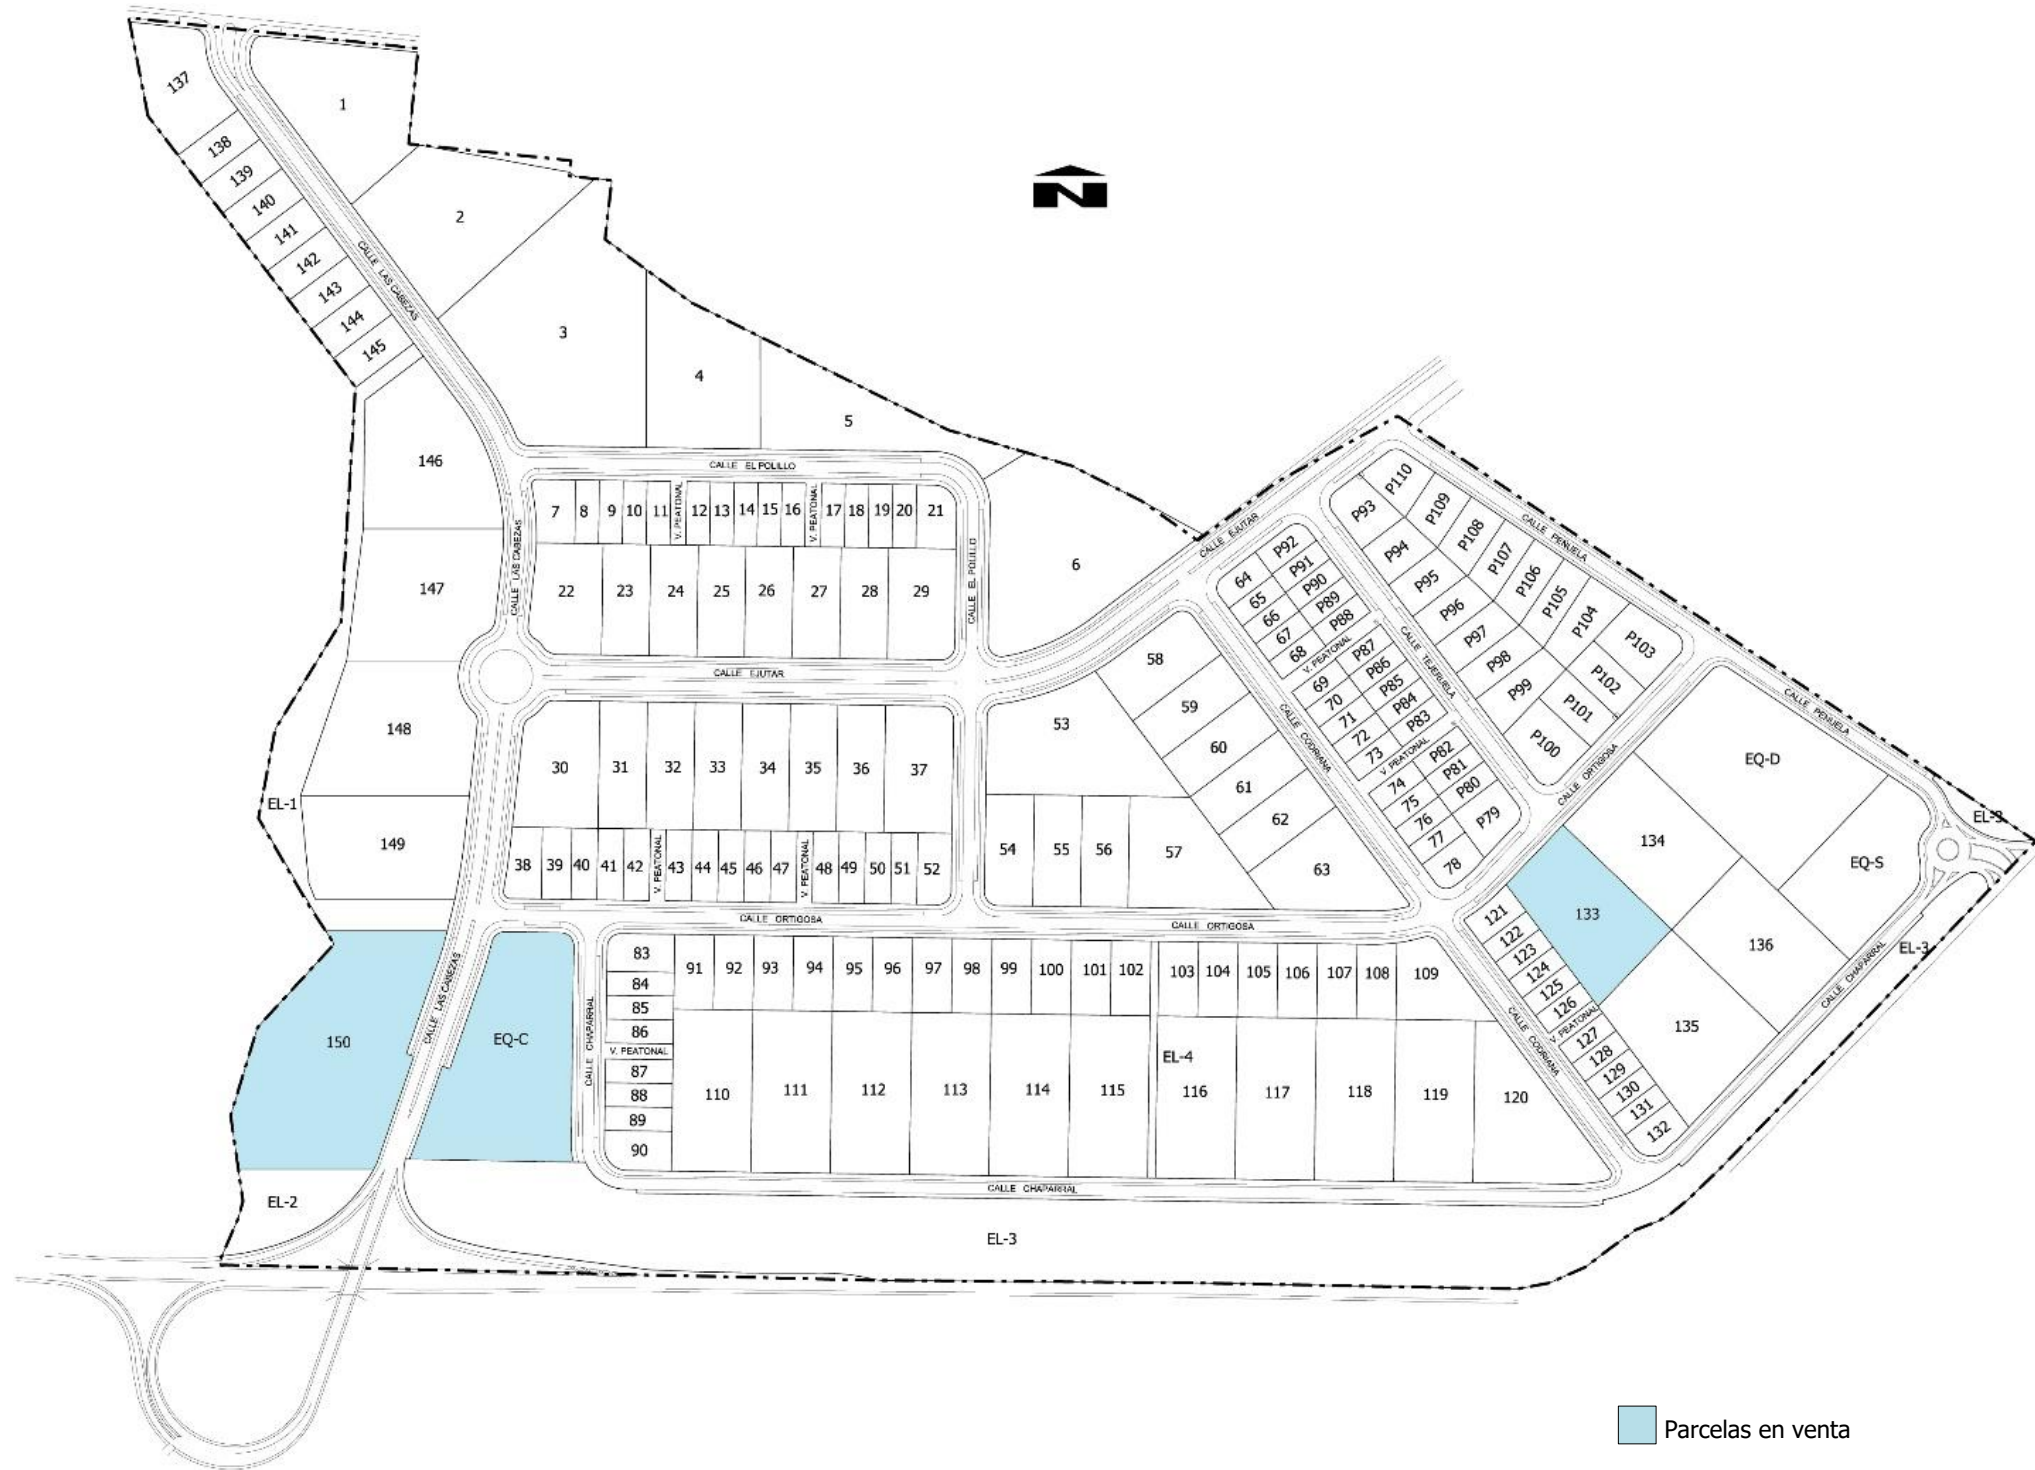 137
1
138
139
140
141
142
143
144
145
2
3
4
5
6
N
CALLE LAS CABEZAS
146
147
148
149
EL-1
CALLE EL POLILLO
7 8 9 10 11 V. PEATONAL 12 13 14 15 16 V. PEATONAL 17 18 19 20 21
22 23 24 25 26 27 28 29
CALLE LAS CABEZAS
CALLE EL POLILLO
CALLE EJUTAR
CALLE EJUTAR
30 31 32 33 34 35 36 37
38 39 40 41 42 V. PEATONAL 43 44 45 46 47 V. PEATONAL 48 49 50 51 52
53
54 55 56 57
58
59
60
61
62
63
CALLE CODRIANA
64
65
66
67
68
V. PEATONAL
69
70
71
72
73
V. PEATONAL
74
75
76
77
78
P92
P91
P90
P89
P88
P87
P86
P85
P84
P83
P82
P81
P80
P79
CALLE TEJERUELA
P93
P94
P95
P96
P97
P98
P99
P100
P110
P109
P108
P107
P106
P105
P104
P103
P102
P101
CALLE PEÑUELA
CALLE PEÑUELA
CALLE ORTIGOSA
EQ-D
EQ-S
EL-3
EL-3
133
134
135
136
CALLE CHAPARRAL
121
122
123
124
125
126
V. PEATONAL
127
128
129
130
131
132
CALLE CODRIANA
CALLE ORTIGOSA
CALLE ORTIGOSA
150
CALLE LAS CABEZAS
EQ-C
CALLE CHAPARRAL
83
84
85
86
V. PEATONAL
87
88
89
90
91 92 93 94 95 96 97 98 99 100 101 102 103 104 105 106 107 108 109
EL-4
110 111 112 113 114 115 116 117 118 119 120
CALLE CHAPARRAL
EL-2
EL-3
Parcelas en venta